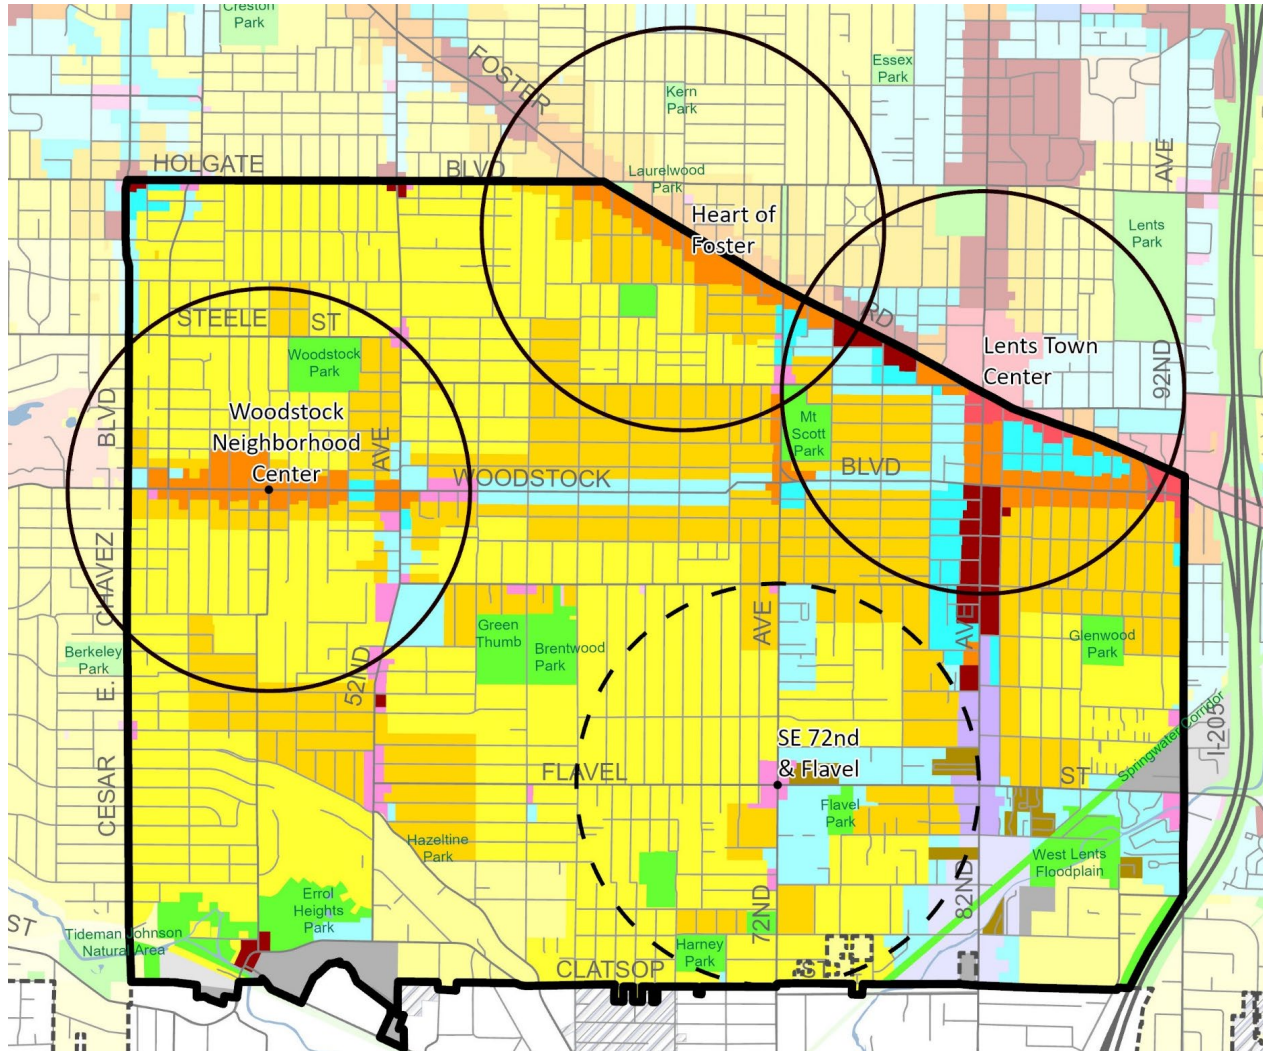 Creston
Park
FOSTER
Essex
Park
Kern
Park
HOLGATE
BLVD
Laurelwood
Park
AVE
Heart of
Foster
Lents
Park
STEELE
ST
RD
Woodstock
Park
Lents Town
Center
92ND
BLVD
Woodstock
Neighborhood
Center
AVE
Mt
Scott
Park
WOODSTOCK
BLVD
CHAVEZ
Green
Thumb
Brentwood
Park
AVE
AVE
Glenwood
Park
Berkeley
Park
E.
52ND
I-205
Springwater Corridor
SE 72nd
& Flavel
FLAVEL
ST
CESAR
Flavel
Park
Hazeltine
Park
West Lents
Floodplain
82ND
72ND
Errol
Heights
Park
ST
Tideman Johnson
Natural Area
Harney
Park
CLATSOP
ST